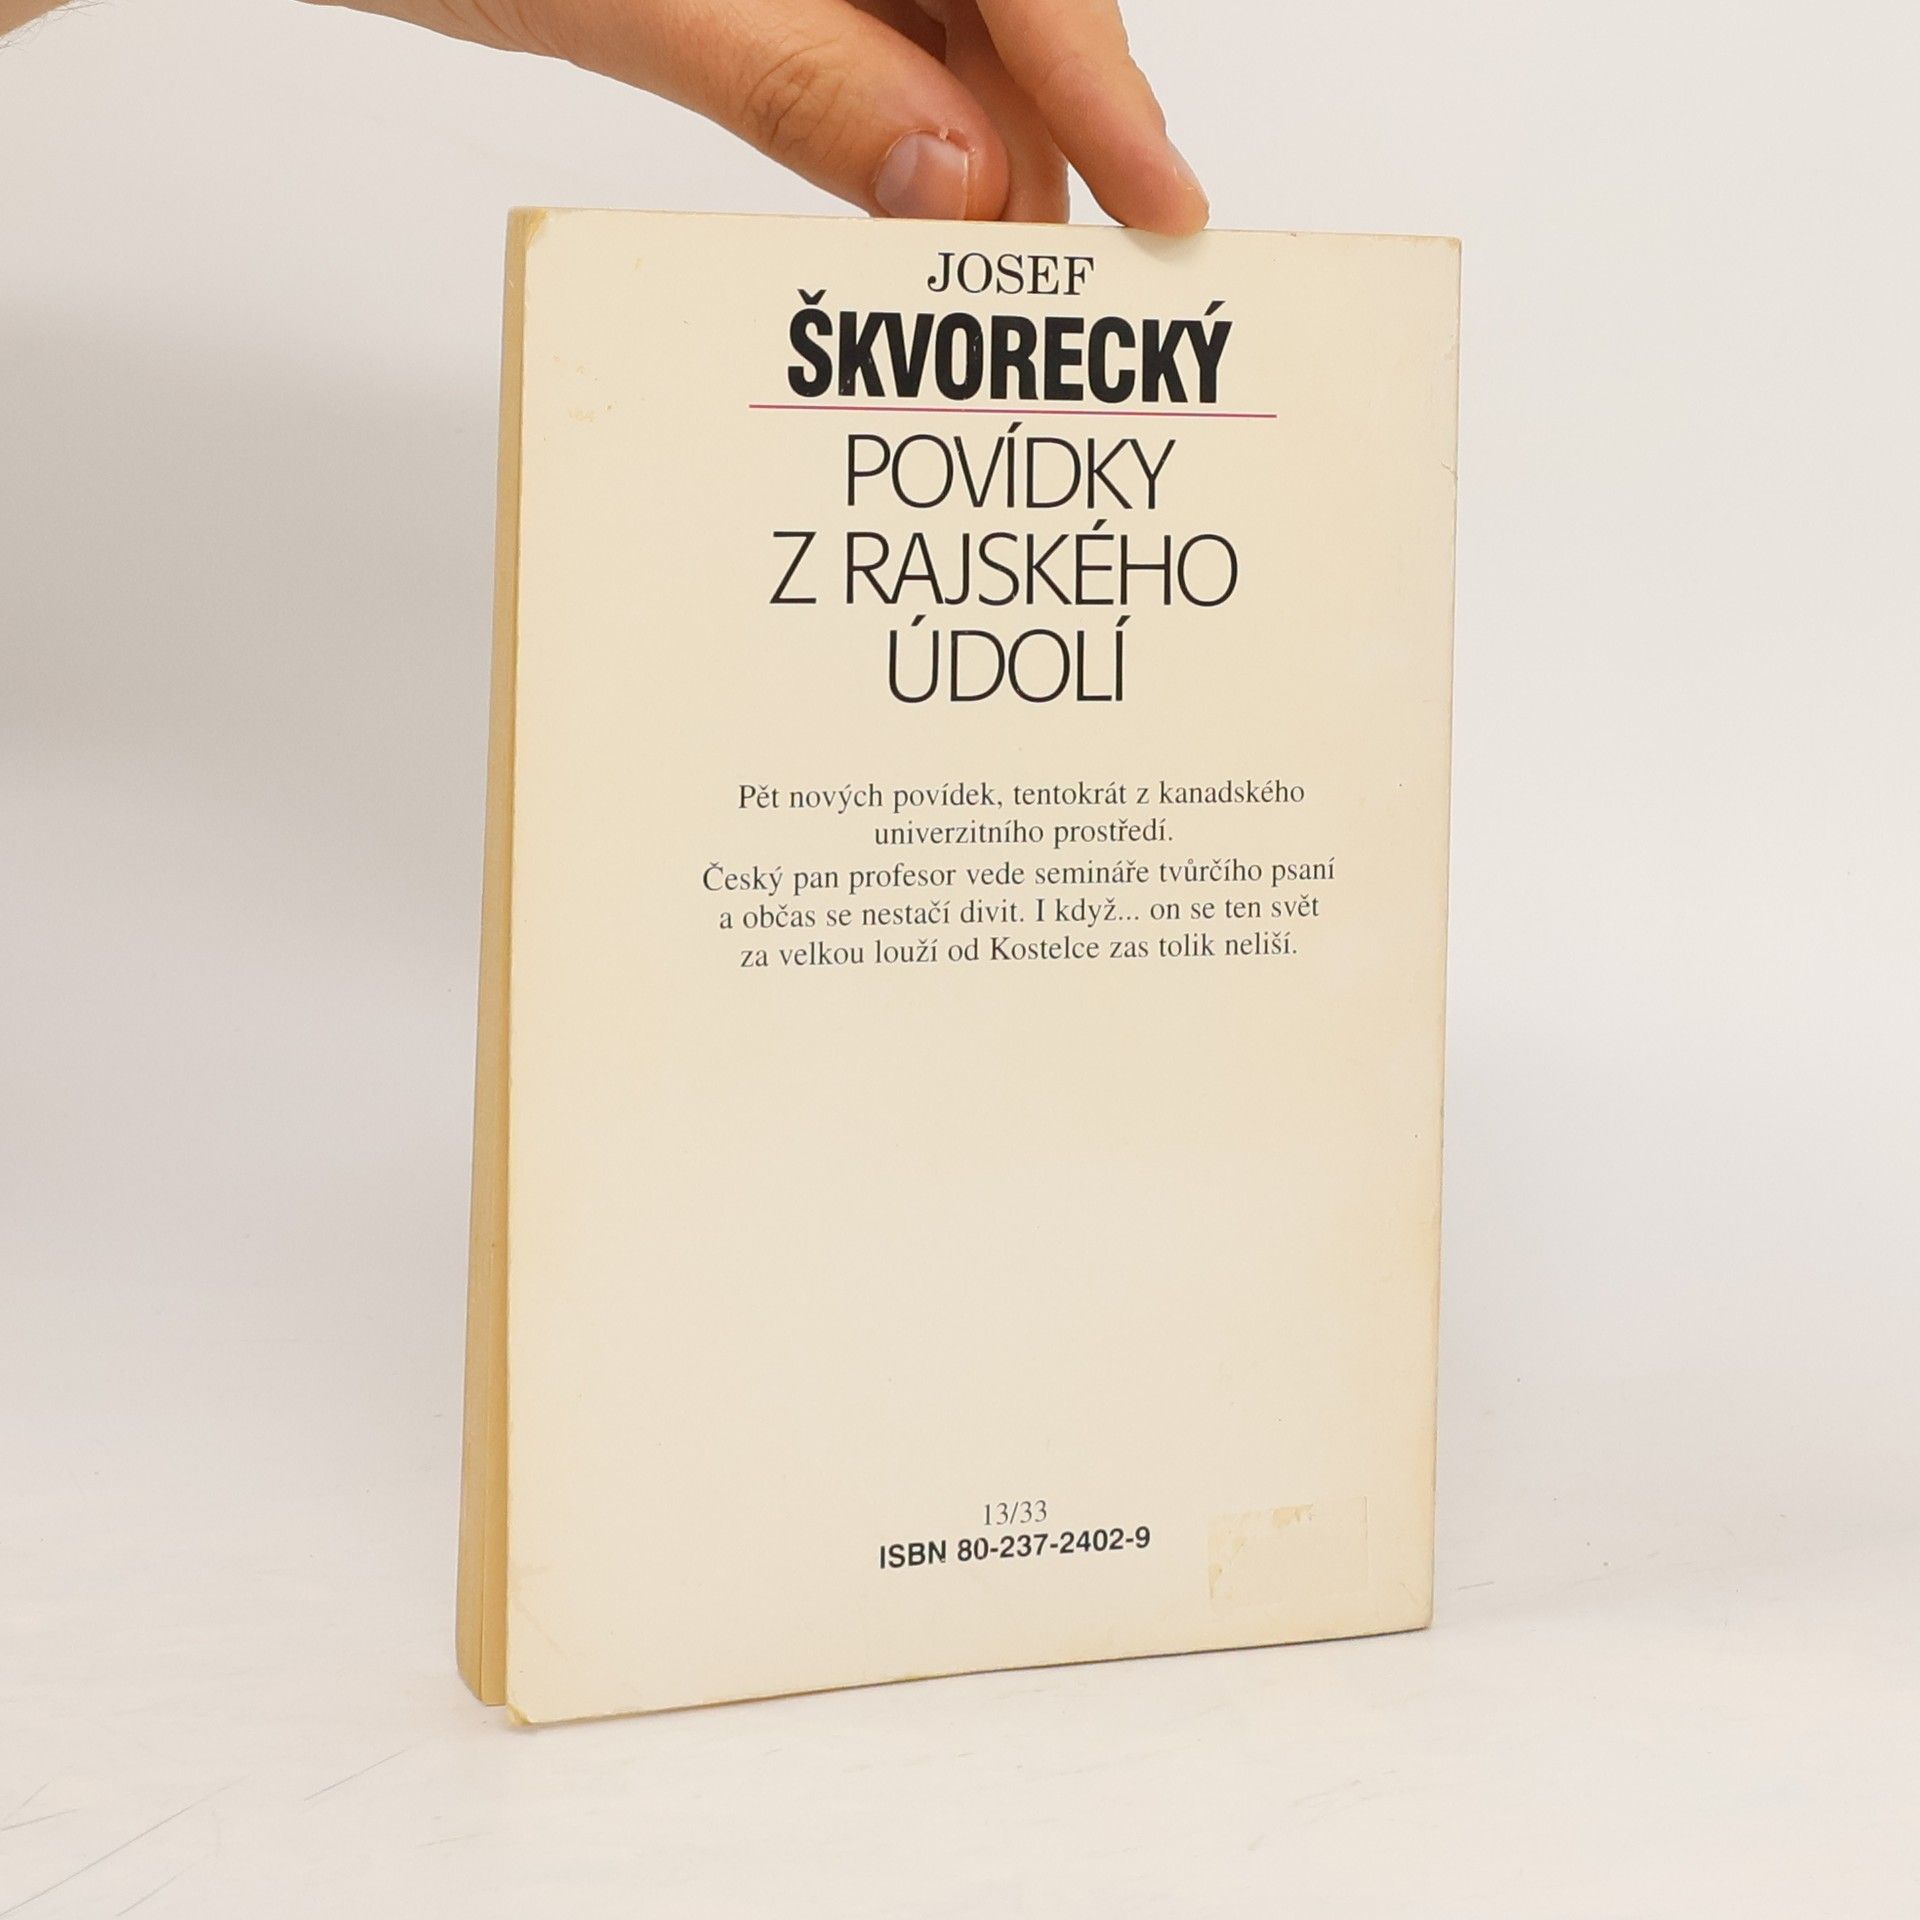 JOSEF
ŠKVORECKÝ
POVÍDKY
Z RAJSKÉHO
ÚDOLÍ
Pět nových povídek, tentokrát z kanadského
univerzitního prostředí.
Český pan profesor vede semináře tvůrčího psaní
a občas se nestačí divit. I když... on se ten svět
za velkou louží od Kostelce zas tolik neliší.
13/33
ISBN 80-237-2402-9